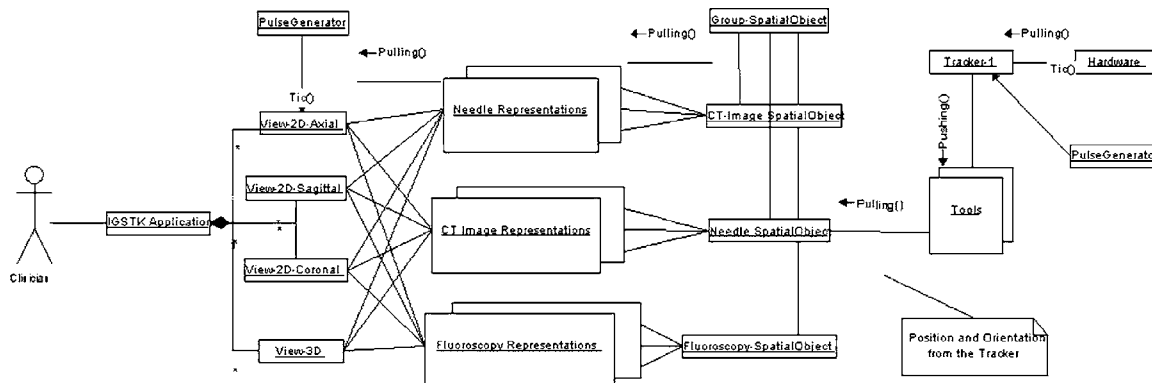 PulseGenerator
Group-SpatialObject
Pulling()
Pulling()
Pulling()
Tracker-1
Hardware
Tic()
Tic()
Needle Representations
CT-Image SpatialObject
View-2D-Axial
*
Pushing()
PulseGenerator
View-2D-Sagittal
Pulling()
Tools
IGSTK Application
*
CT Image Representations
Needle SpatialObject
*
View-2D-Coronal
Clinician
Position and Orientation
from the Tracker
View-3D
Fluoroscopy Representations
Fluoroscopy-SpatialObject
*